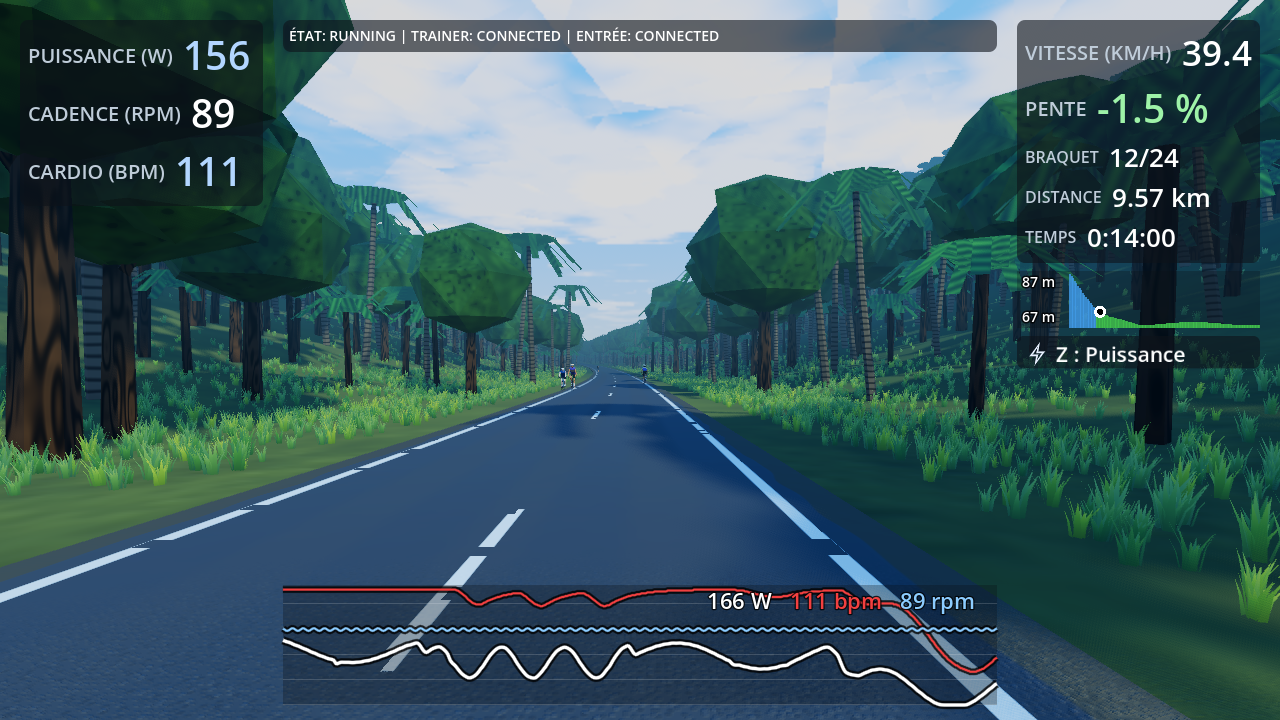 PUISSANCE (W) 156
CADENCE (RPM) 89
CARDIO (BPM) 111
ÉTAT: RUNNING | TRAINER: CONNECTED | ENTRÉE: CONNECTED
VITESSE (KM/H) 39.4
PENTE -1.5 %
BRAQUET 12/24
DISTANCE 9.57 km
TEMPS 0:14:00
87 m
67 m
Z : Puissance
166 W 111 bpm 89 rpm